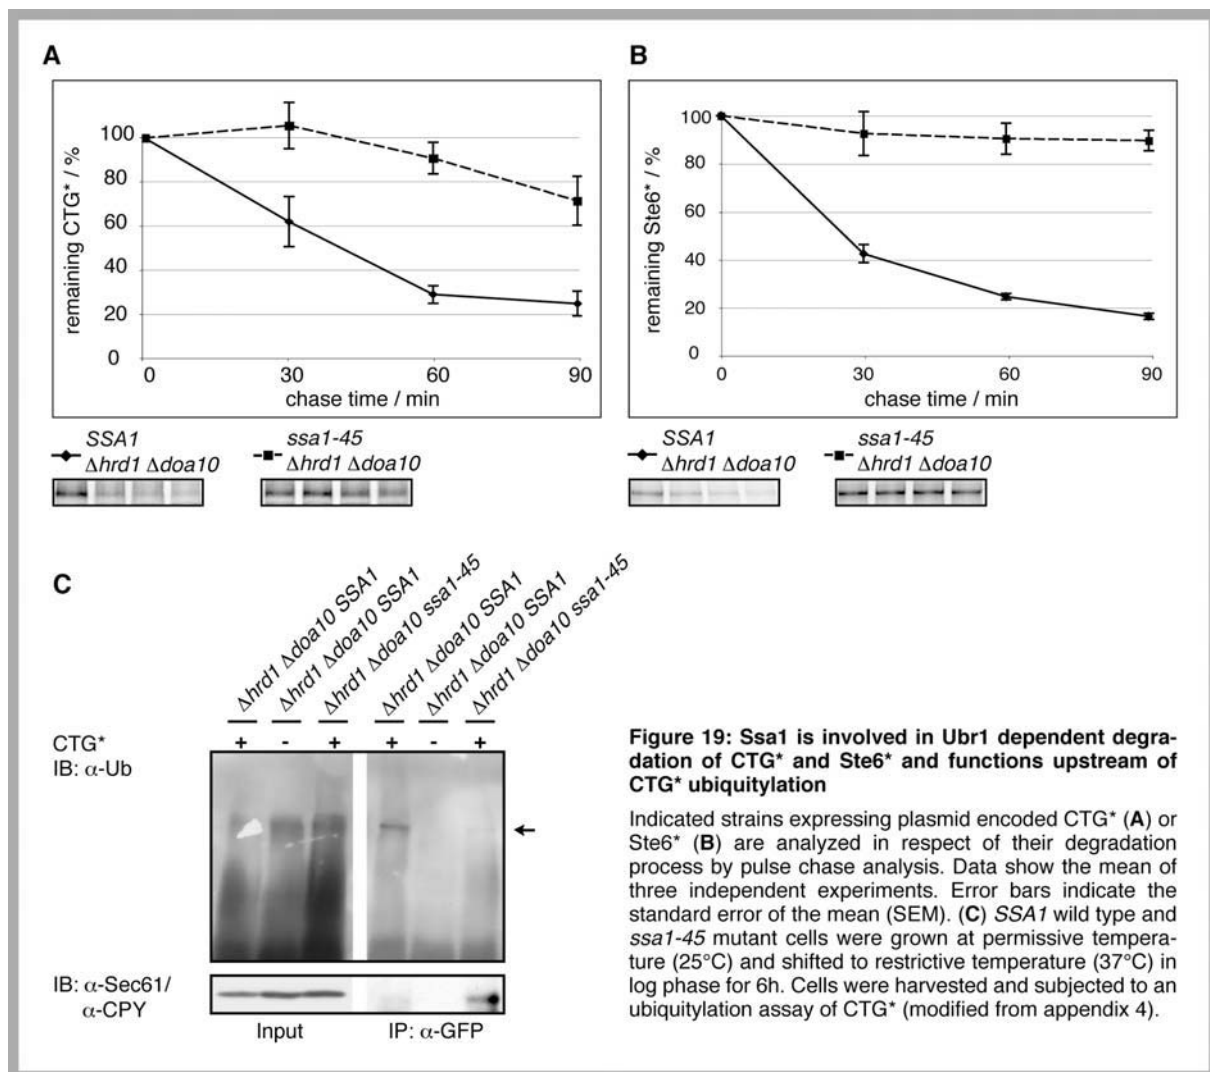 A
remaining CTG* / %
100
80
60
40
20
0
0 30 60 90
chase time / min
SSA1
Δhrd1 Δdoa10
ssa1-45
Δhrd1 Δdoa10
B
remaining Ste6* / %
100
80
60
40
20
0
0 30 60 90
chase time / min
SSA1
Δhrd1 Δdoa10
ssa1-45
Δhrd1 Δdoa10
C
Δhrd1 Δdoa10 SSA1
Δhrd1 Δdoa10 SSA1
Δhrd1 Δdoa10 ssa1-45
Δhrd1 Δdoa10 SSA1
Δhrd1 Δdoa10 SSA1
Δhrd1 Δdoa10 ssa1-45
CTG* + - + + - +
IB: α-Ub
IB: α-Sec61/
α-CPY
Input IP: α-GFP
Figure 19: Ssa1 is involved in Ubr1 dependent degra-
dation of CTG* and Ste6* and functions upstream of
CTG* ubiquitylation
Indicated strains expressing plasmid encoded CTG* (A) or
Ste6* (B) are analyzed in respect of their degradation
process by pulse chase analysis. Data show the mean of
three independent experiments. Error bars indicate the
standard error of the mean (SEM). (C) SSA1 wild type and
ssa1-45 mutant cells were grown at permissive tempera-
ture (25°C) and shifted to restrictive temperature (37°C) in
log phase for 6h. Cells were harvested and subjected to an
ubiquitylation assay of CTG* (modified from appendix 4).